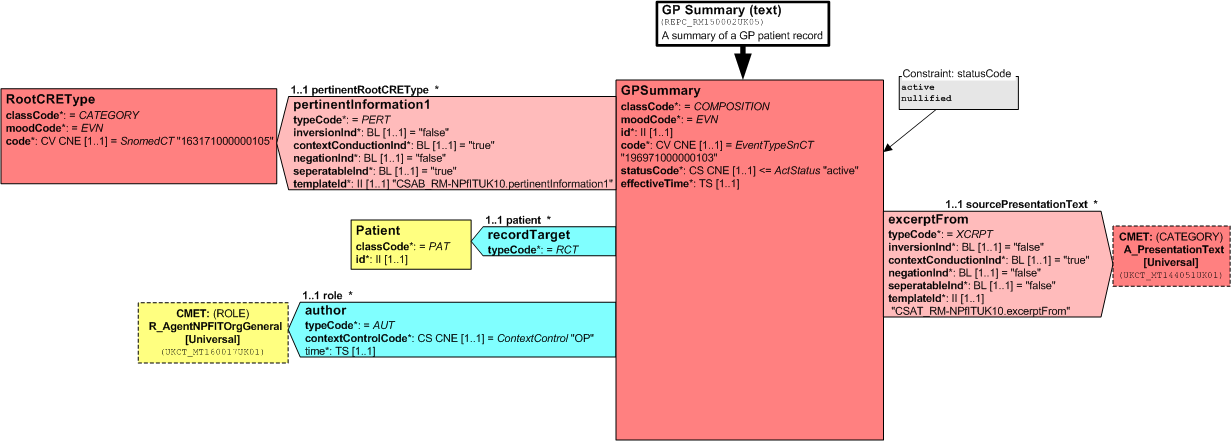 GP Summary (text)
(REPC_RM150002UK05)
A summary of a GP patient record
Constraint: statusCode
active
nullified
RootCREType
classCode*: = CATEGORY
moodCode*: = EVN
code*: CV CNE [1..1] = SnomedCT "163171000000105"
1..1 pertinentRootCREType *
pertinentInformation1
typeCode*: = PERT
inversionInd*: BL [1..1] = "false"
contextConductionInd*: BL [1..1] = "true"
negationInd*: BL [1..1] = "false"
seperatableInd*: BL [1..1] = "true"
templateId*: II [1..1] "CSAB_RM-NPfITUK10.pertinentInformation1"
GPSummary
classCode*: = COMPOSITION
moodCode*: = EVN
id*: II [1..1]
code*: CV CNE [1..1] = EventTypeSnCT
"196971000000103"
statusCode*: CS CNE [1..1] <= ActStatus "active"
effectiveTime*: TS [1..1]
Patient
classCode*: = PAT
id*: II [1..1]
1..1 patient *
recordTarget
typeCode*: = RCT
1..1 sourcePresentationText *
excerptFrom
typeCode*: = XCRPT
inversionInd*: BL [1..1] = "false"
contextConductionInd*: BL [1..1] = "true"
negationInd*: BL [1..1] = "false"
seperatableInd*: BL [1..1] = "false"
templateId*: II [1..1]
"CSAT_RM-NPfITUK10.excerptFrom"
CMET: (CATEGORY)
A_PresentationText
[Universal]
(UKCT_MT144051UK01)
CMET: (ROLE)
R_AgentNPFITOrgGeneral
[Universal]
(UKCT_MT160017UK01)
1..1 role *
author
typeCode*: = AUT
contextControlCode*: CS CNE [1..1] = ContextControl "OP"
time*: TS [1..1]